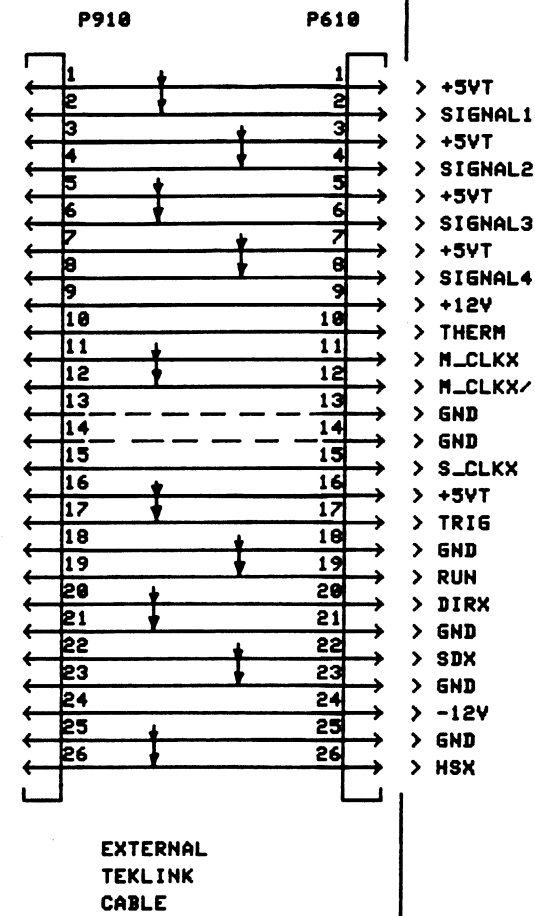 P910 P610
1 1 > +5VT
2 2 > SIGNAL1
3 3 > +5VT
4 4 > SIGNAL2
5 5 > +5VT
6 6 > SIGNAL3
7 7 > +5VT
8 8 > SIGNAL4
9 9 > +12V
10 10 > THERM
11 11 > M_CLKX
12 12 > M_CLKX/
13 13 > GND
14 14 > GND
15 15 > S_CLKX
16 16 > +5VT
17 17 > TRIG
18 18 > GND
19 19 > RUN
20 20 > DIRX
21 21 > GND
22 22 > SDX
23 23 > GND
24 24 > -12V
25 25 > GND
26 26 > HSX
EXTERNAL
TEKLINK
CABLE